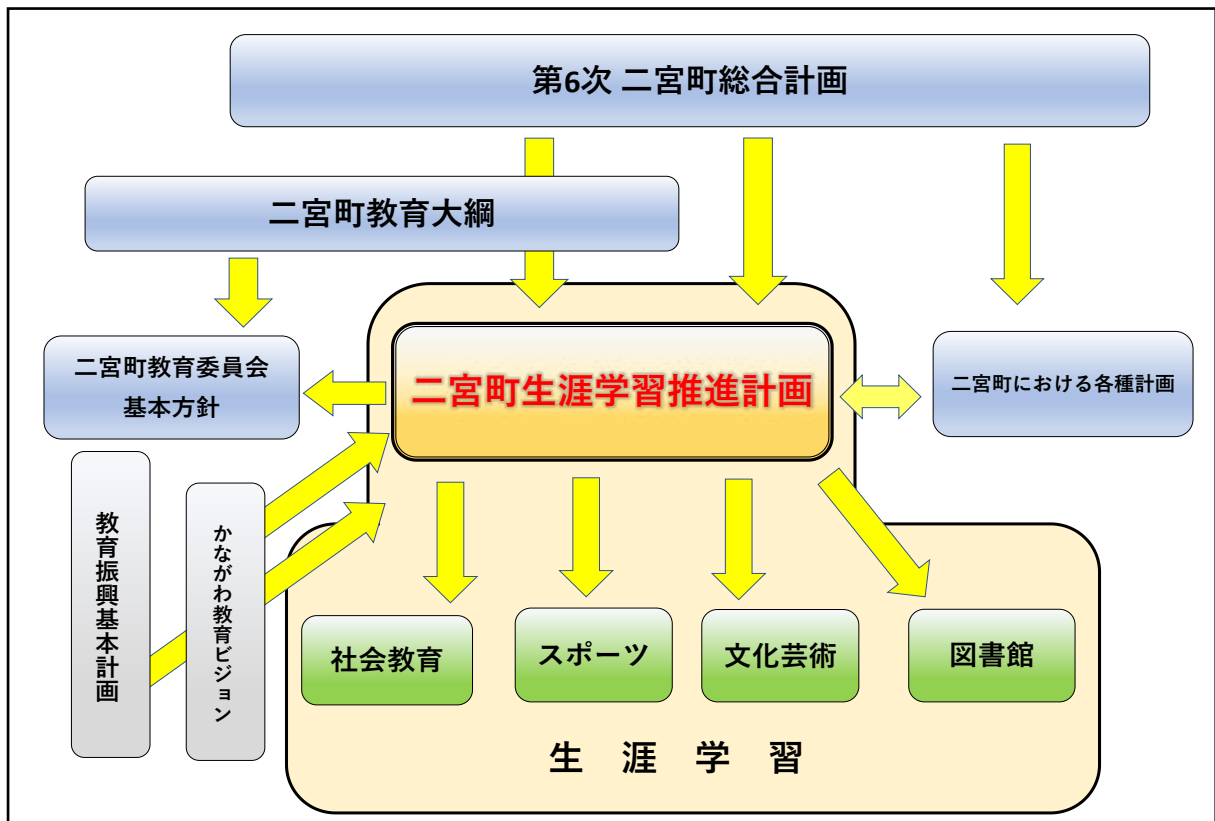 第6次 二宮町総合計画
二宮町教育大綱
二宮町教育委員会
基本方針
二宮町生涯学習推進計画
二宮町における各種計画
教育振興基本計画
かながわ教育ビジョン
社会教育
スポーツ
文化芸術
図書館
生 涯 学 習